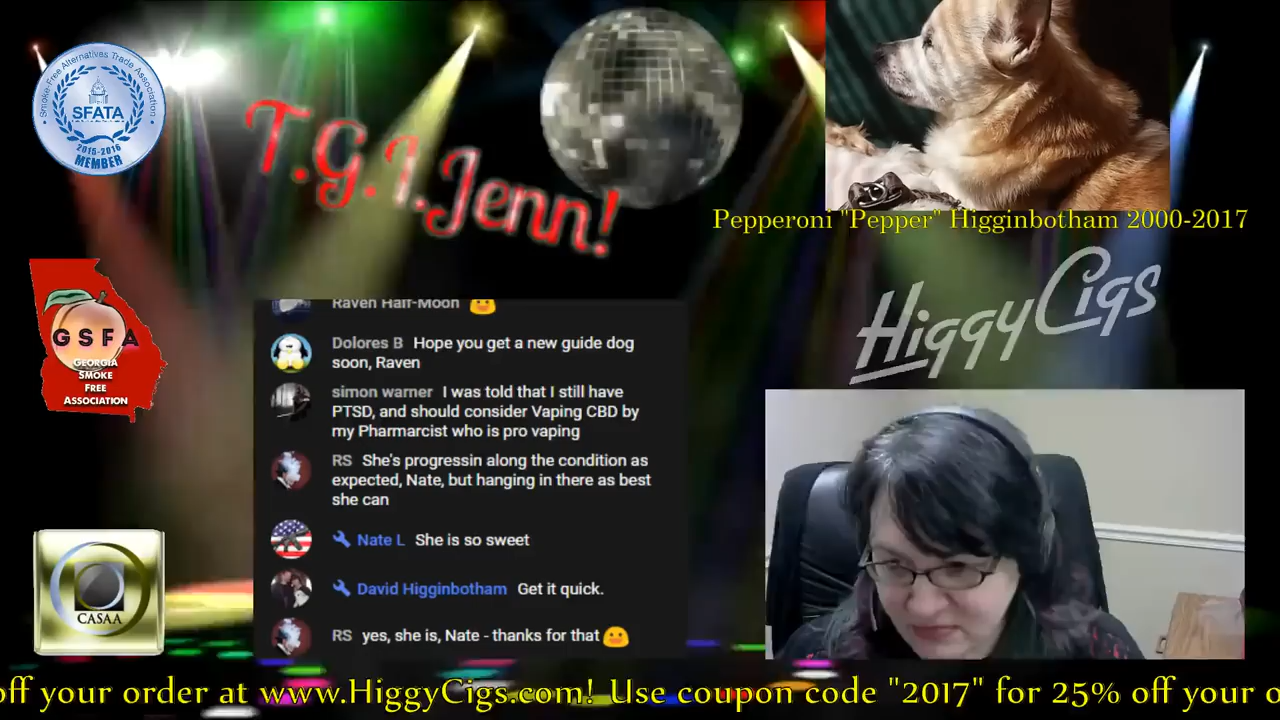 Smoke-Free Alternatives Trade Association
SFATA
2015-2016
MEMBER
T.G.I.Jenn!
Pepperoni "Pepper" Higginbotham 2000-2017
HiggyCigs
GSFA
GEORGIA
SMOKE
FREE
ASSOCIATION
CASAA
Raven Half-Moon
Dolores B Hope you get a new guide dog
soon, Raven
simon warner I was told that I still have
PTSD, and should consider Vaping CBD by
my Pharmarcist who is pro vaping
RS She's progressin along the condition as
expected, Nate, but hanging in there as best
she can
Nate L She is so sweet
David Higginbotham Get it quick.
RS yes, she is, Nate - thanks for that
off your order at www.HiggyCigs.com! Use coupon code "2017" for 25% off your o